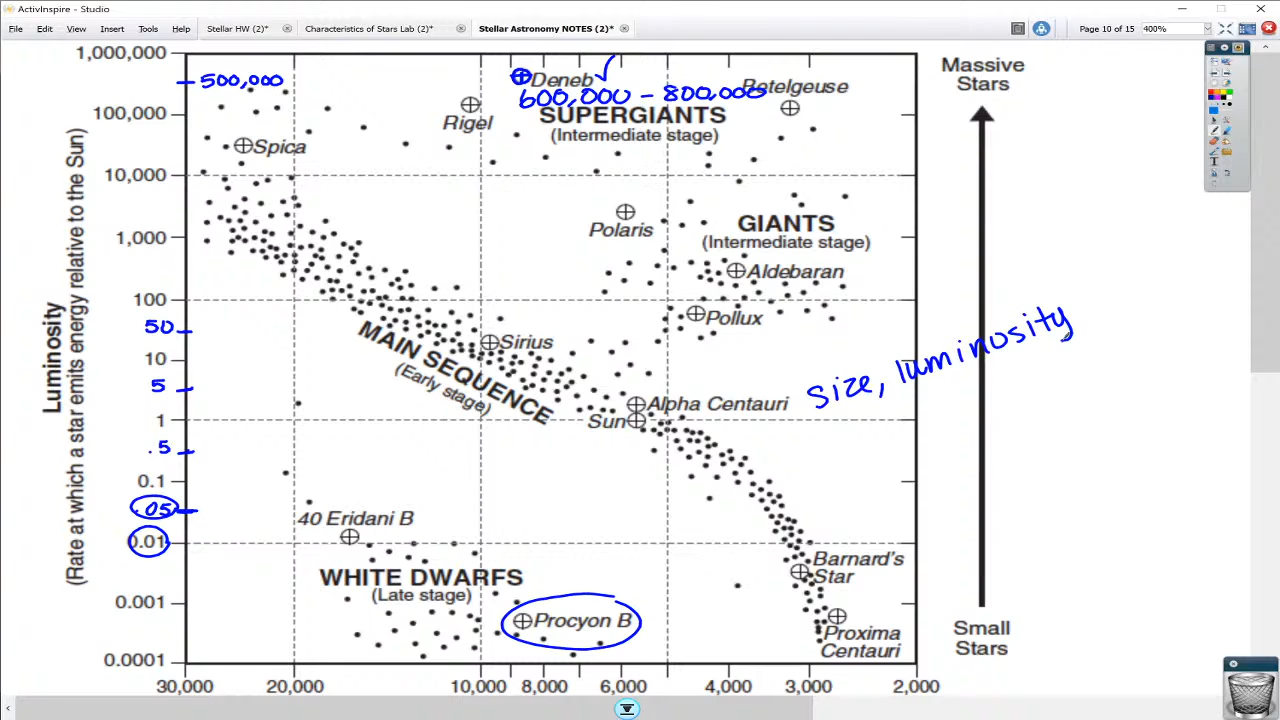 ActivInspire - Studio
File Edit View Insert Tools Help Stellar HW (2)* Characteristics of Stars Lab (2)* Stellar Astronomy NOTES (2)* Page 10 of 15 400%
1,000,000
Massive
Stars
500,000
Deneb
Betelgeuse
600,000 - 800,000
100,000
Rigel
SUPERGIANTS
(Intermediate stage)
Spica
10,000
Polaris
GIANTS
(Intermediate stage)
1,000
Aldebaran
100
Pollux
50
Sirius
MAIN SEQUENCE
(Early stage)
10
size, luminosity
5
Alpha Centauri
Sun
1
.5
0.1
.05
40 Eridani B
0.01
Barnard's
Star
WHITE DWARFS
(Late stage)
0.001
Procyon B
Proxima
Centauri
Small
Stars
0.0001
Luminosity
(Rate at which a star emits energy relative to the Sun)
30,000 20,000 10,000 8,000 6,000 4,000 3,000 2,000